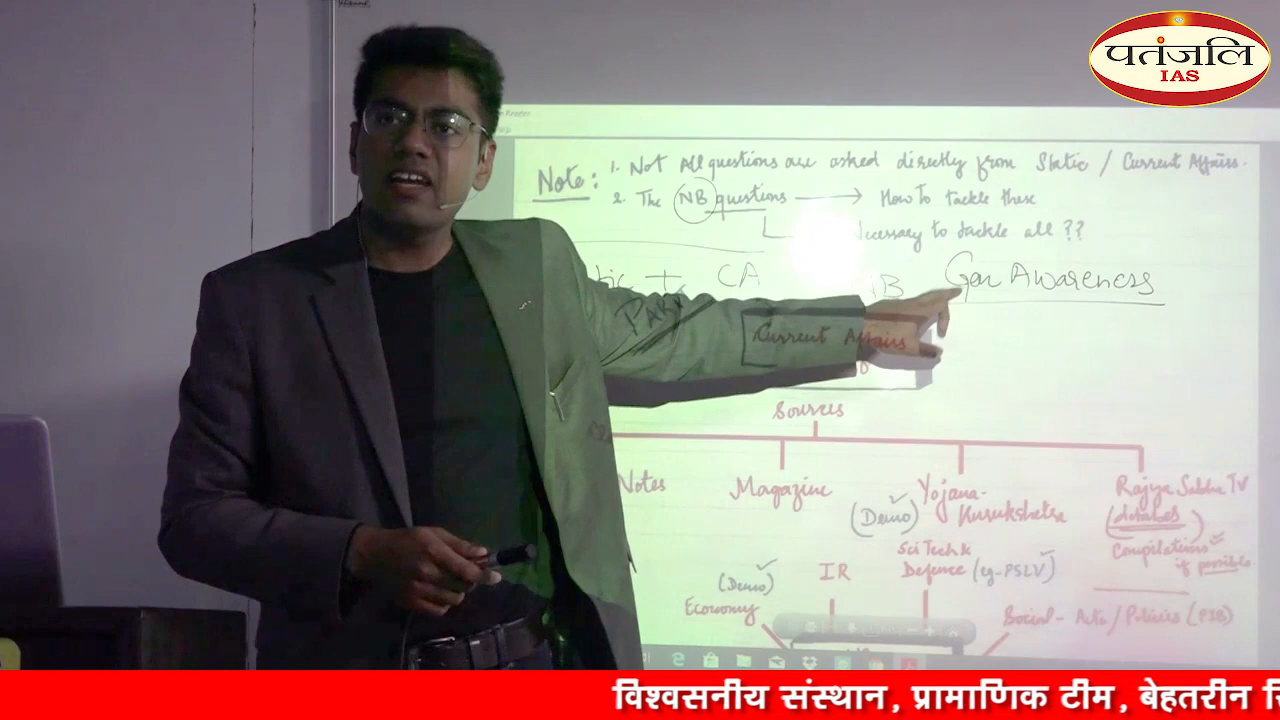 पतंजलि
IAS
Reader
Note: 1. Not All questions are asked directly from Static / Current Affairs.
2. The NB questions → How To tackle these
to tackle all ??
+ CA
B
Gen Awareness
PART
Current Affairs
Sources
Notes
Magazine
(Demo) Yojana-
Kurukshetra
Rajya Sabha TV
(debates)
Compilations
if possible
(Demo)
Economy
IR
Sci Tech &
Defence (eg-PSLV)
Social - Acts / Policies (PIB)
विश्वसनीय संस्थान, प्रामाणिक टीम, बेहतरीन